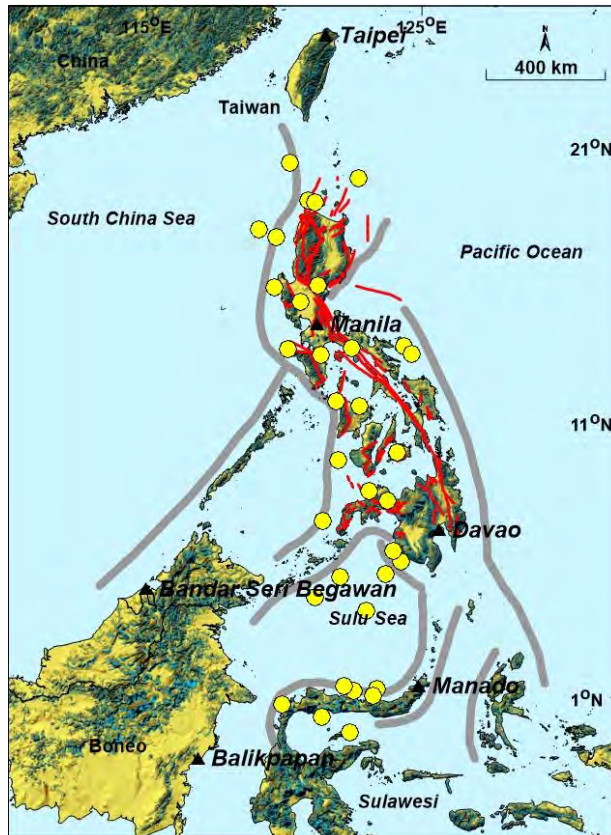 115°E
125°E
Taipei
N
China
400 km
Taiwan
21°N
South China Sea
Pacific Ocean
Manila
11°N
Davao
Bandar Seri Begawan
Sulu Sea
Manado
1°N
Boneo
Balikpapan
Sulawesi